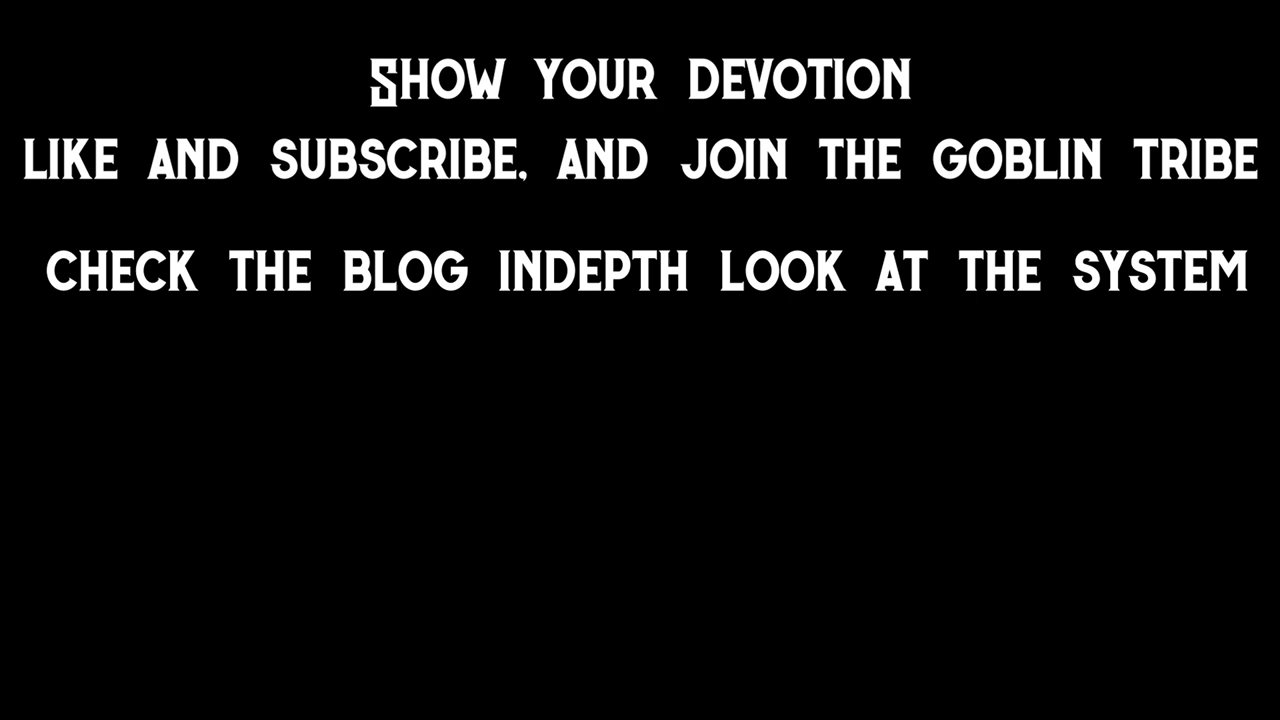 Show your devotion
like and subscribe, and join the goblin tribe
check the blog indepth look at the system